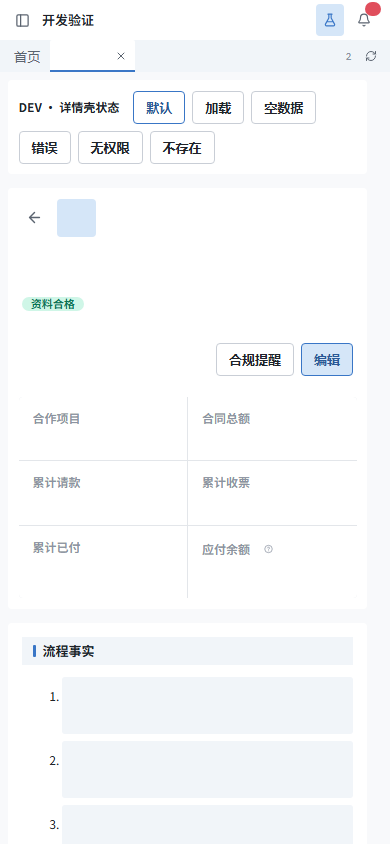 开发验证
首页
2
DEV · 详情壳状态 默认 加载 空数据
错误 无权限 不存在
资料合格
合规提醒 编辑
合作项目 合同总额
累计请款 累计收票
累计已付 应付余额
流程事实
1.
2.
3.